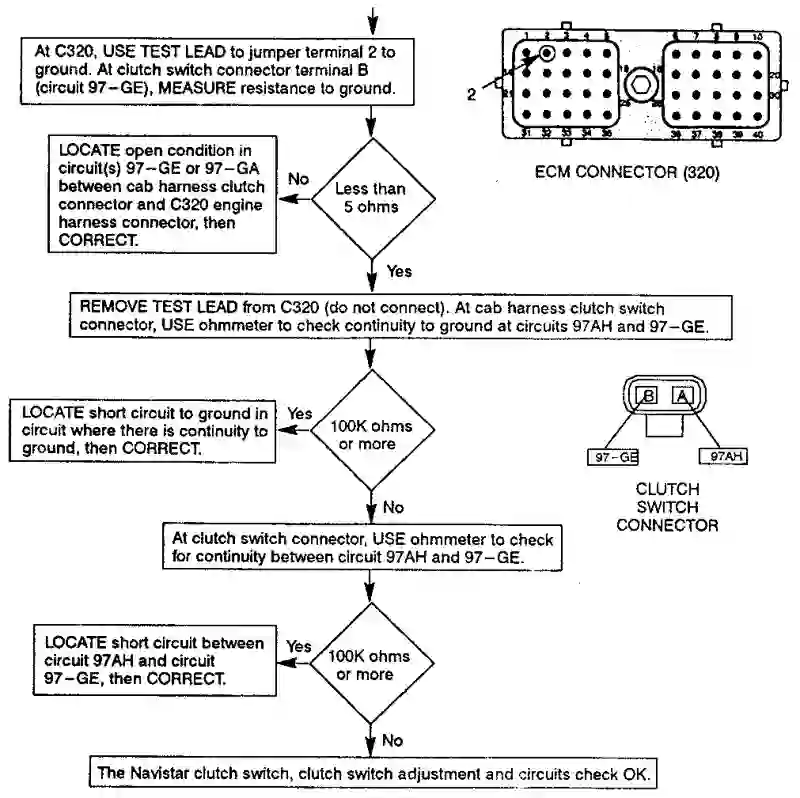 At C320, USE TEST LEAD to jumper terminal 2 to
ground. At clutch switch connector terminal B
(circuit 97-GE), MEASURE resistance to ground.
1 2 3 4 5 6 7 8 9 10
20
21 30
31 32 33 34 35 36 37 38 39 40
2
ECM CONNECTOR (320)
LOCATE open condition in
circuit(s) 97-GE or 97-GA
between cab harness clutch
connector and C320 engine
harness connector, then
CORRECT.
No
Less than
5 ohms
Yes
REMOVE TEST LEAD from C320 (do not connect). At cab harness clutch switch
connector, USE ohmmeter to check continuity to ground at circuits 97AH and 97-GE.
LOCATE short circuit to ground in
circuit where there is continuity to
ground, then CORRECT.
Yes
100K ohms
or more
No
B A
97-GE 97AH
CLUTCH
SWITCH
CONNECTOR
At clutch switch connector, USE ohmmeter to check
for continuity between circuit 97AH and 97-GE.
LOCATE short circuit between
circuit 97AH and circuit
97-GE, then CORRECT.
Yes
100K ohms
or more
No
The Navistar clutch switch, clutch switch adjustment and circuits check OK.